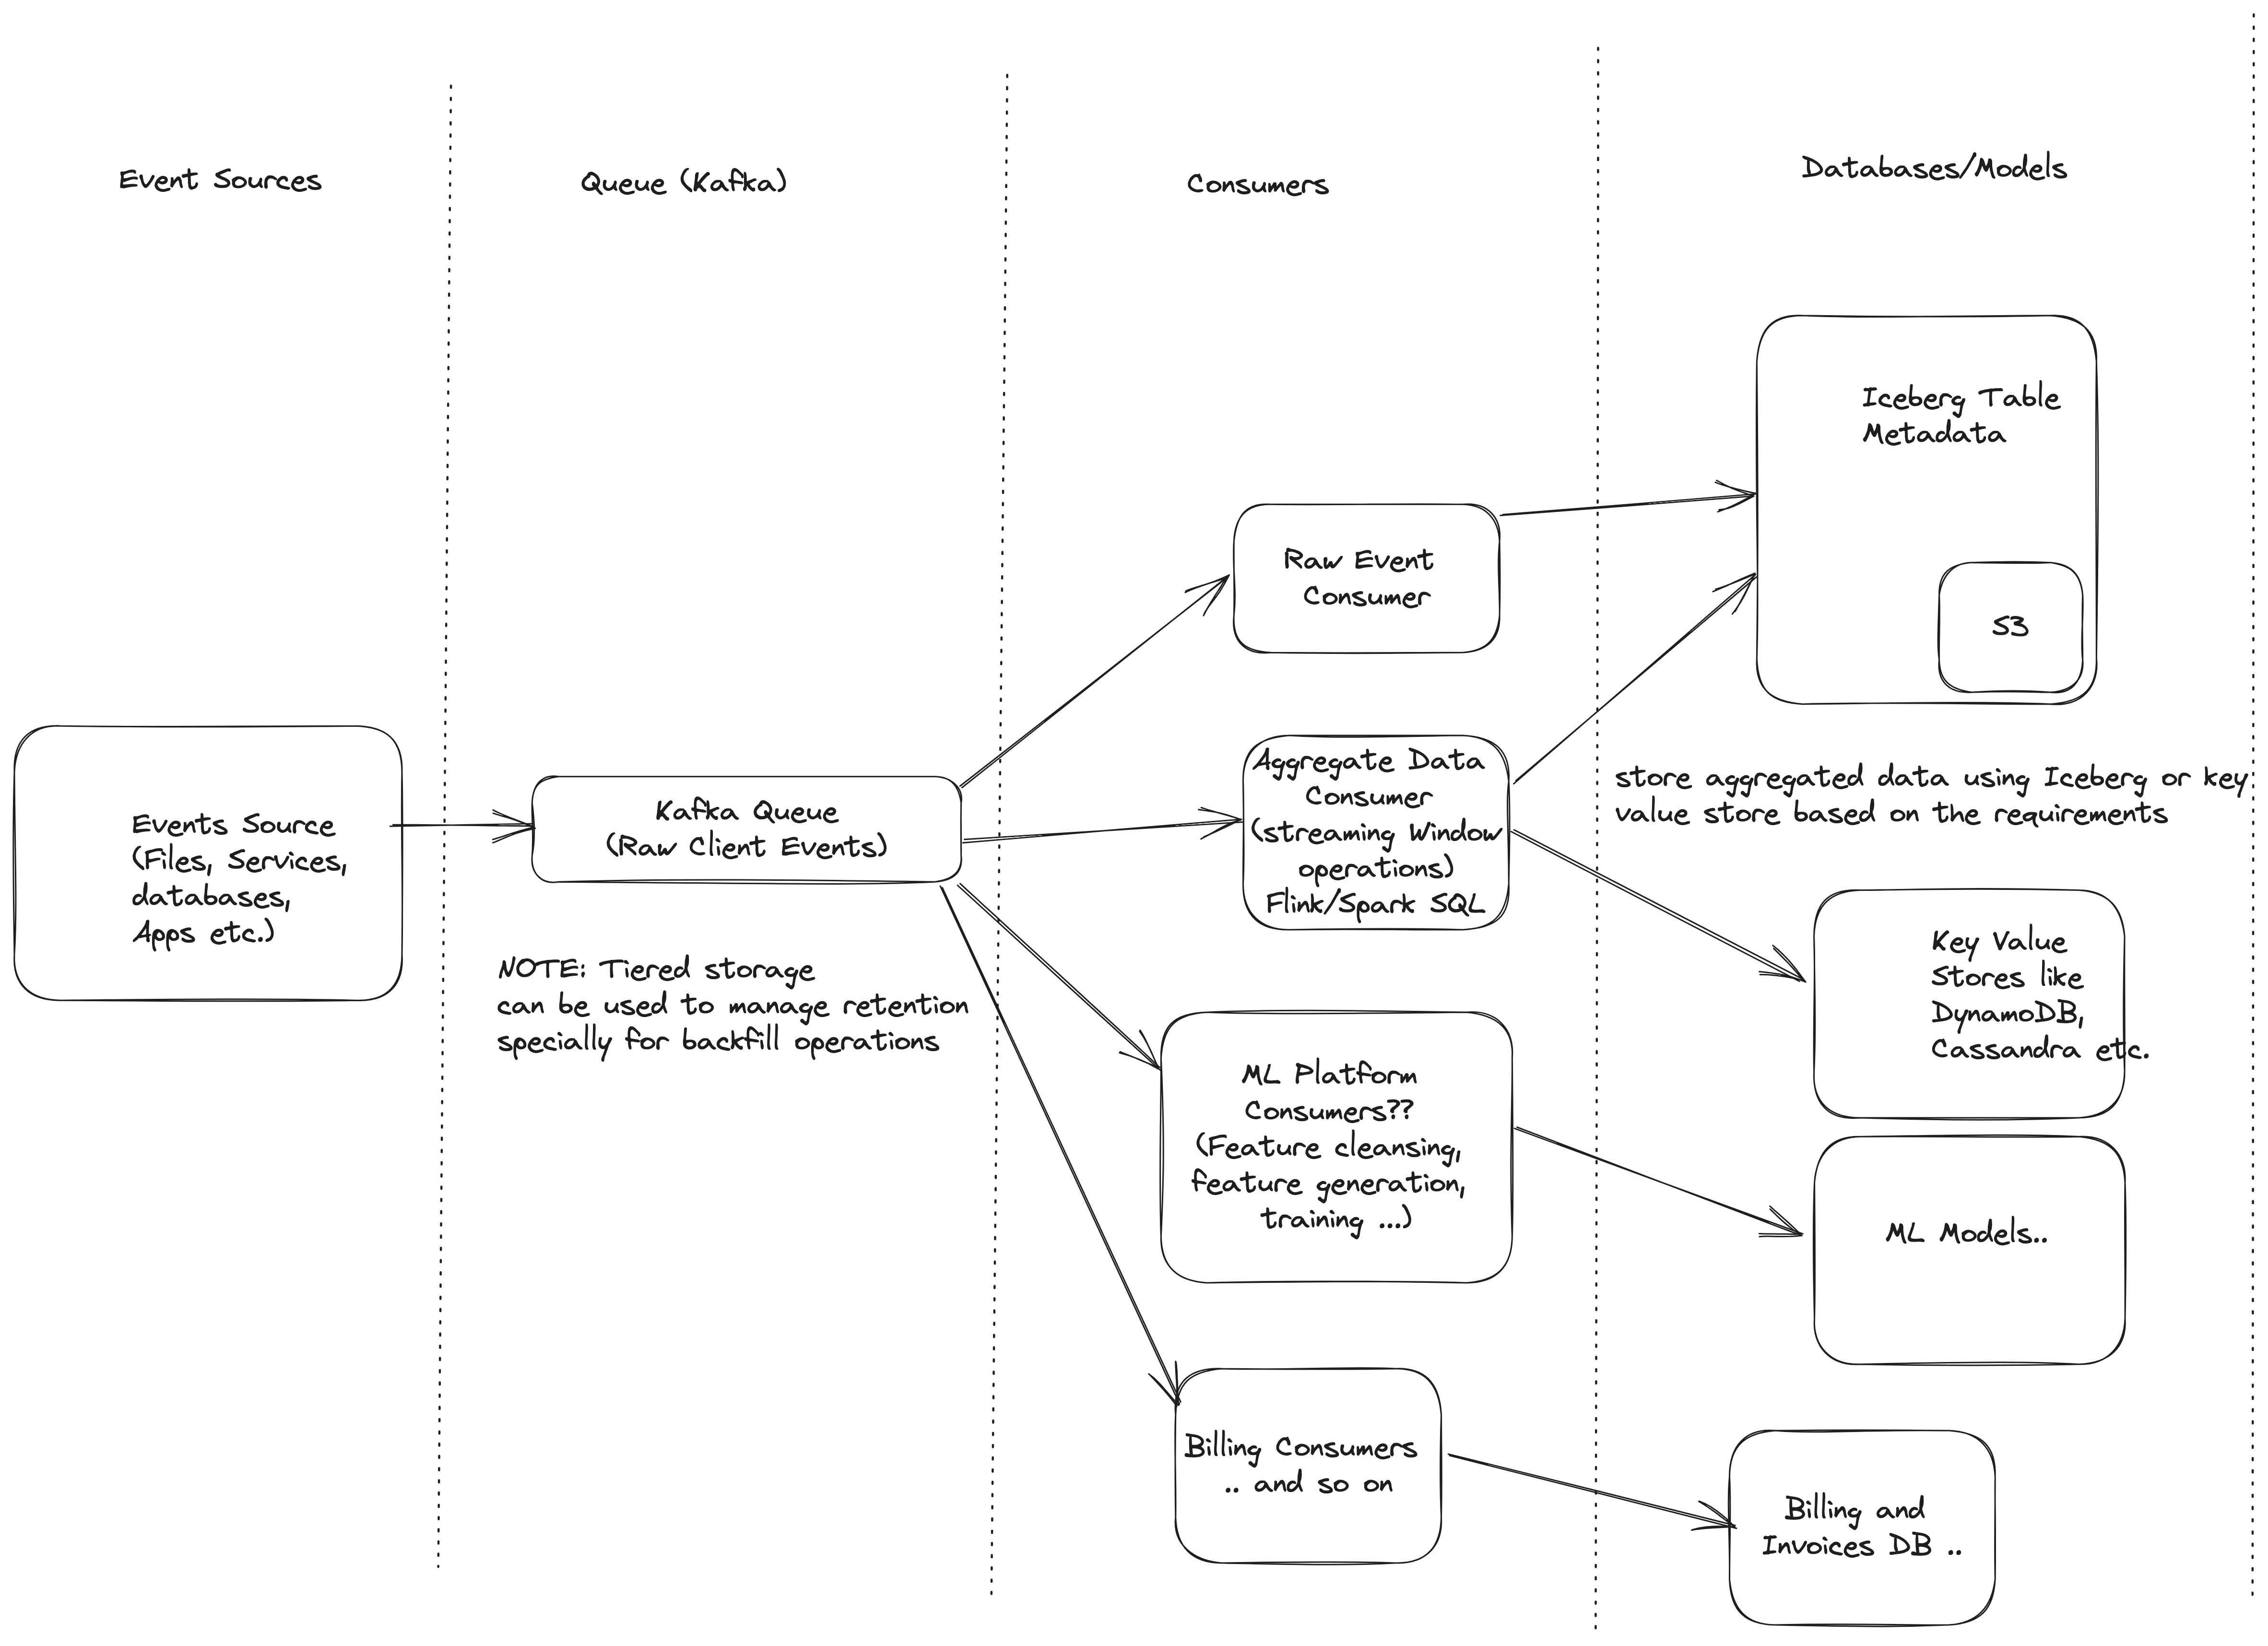 Event Sources
Queue (Kafka)
Consumers
Databases/Models
Events Source
(Files, Services,
databases,
Apps etc.)
Kafka Queue
(Raw Client Events)
NOTE: Tiered storage
can be used to manage retention
specially for backfill operations
Raw Event
Consumer
Aggregate Data
Consumer
(streaming Window
operations)
Flink/Spark SQL
ML Platform
Consumers??
(Feature cleansing,
feature generation,
training ...)
Billing Consumers
.. and so on
Iceberg Table
Metadata
S3
store aggregated data using Iceberg or key
value store based on the requirements
Key Value
Stores like
DynamoDB,
Cassandra etc.
ML Models..
Billing and
Invoices DB ..